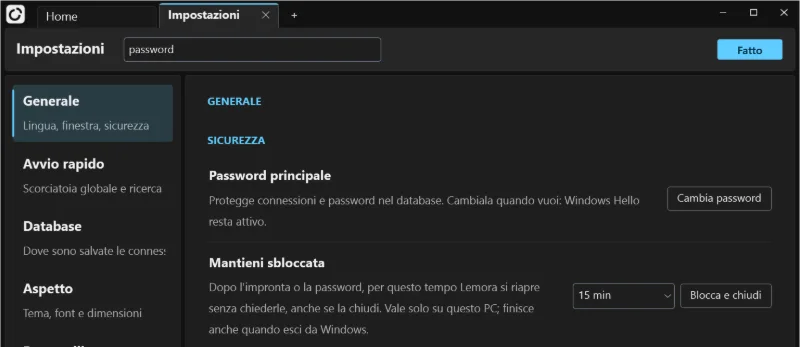 Home
Impostazioni
Impostazioni
password
Fatto
Generale
Lingua, finestra, sicurezza
Avvio rapido
Scorciatoia globale e ricerca
Database
Dove sono salvate le conness
Aspetto
Tema, font e dimensioni
GENERALE
SICUREZZA
Password principale
Protegge connessioni e password nel database. Cambiala quando vuoi: Windows Hello
resta attivo.
Cambia password
Mantieni sbloccata
Dopo l'impronta o la password, per questo tempo Lemora si riapre
senza chiederle, anche se la chiudi. Vale solo su questo PC; finisce
anche quando esci da Windows.
15 min
Blocca e chiudi